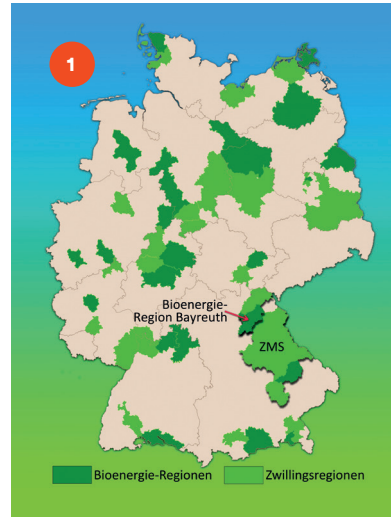 1
Bioenergie-
Region Bayreuth
ZMS
Bioenergie-Regionen
Zwillingsregionen